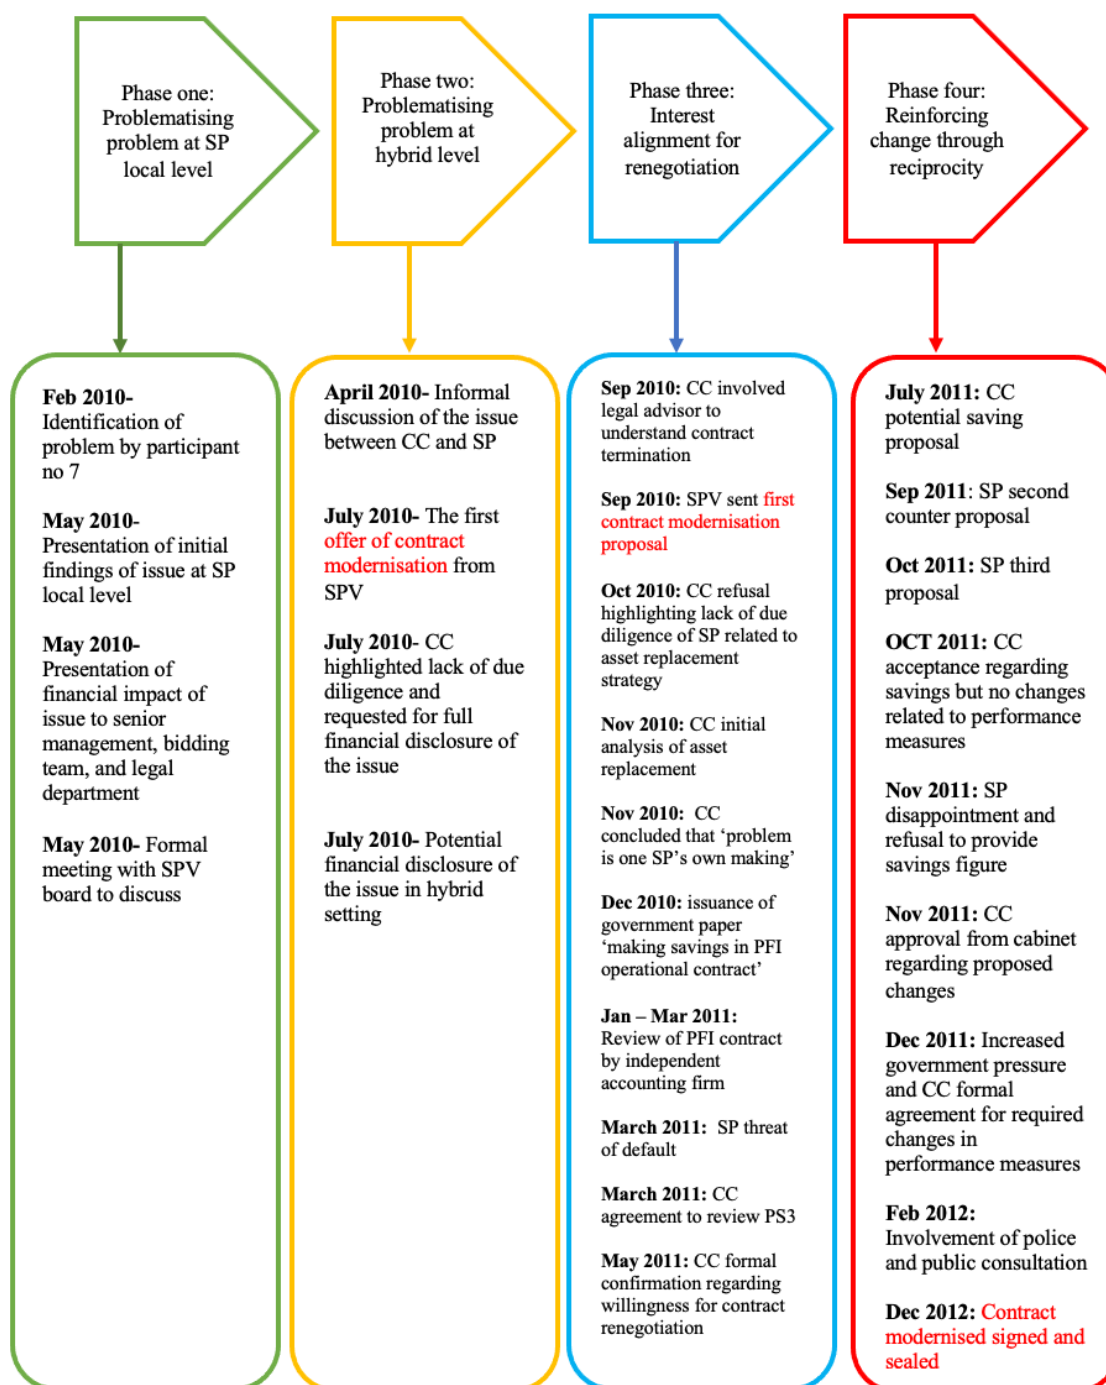 Phase one:
Problematising
problem at SP
local level
Phase two:
Problematising
problem at
hybrid level
Phase three:
Interest
alignment for
renegotiation
Phase four:
Reinforcing
change through
reciprocity
Feb 2010-
Identification of
problem by participant
no 7
May 2010-
Presentation of initial
findings of issue at SP
local level
May 2010-
Presentation of
financial impact of
issue to senior
management, bidding
team, and legal
department
May 2010- Formal
meeting with SPV
board to discuss
April 2010- Informal
discussion of the issue
between CC and SP
July 2010- The first
offer of contract
modernisation from
SPV
July 2010- CC
highlighted lack of due
diligence and
requested for full
financial disclosure of
the issue
July 2010- Potential
financial disclosure of
the issue in hybrid
setting
Sep 2010: CC involved
legal advisor to
understand contract
termination
Sep 2010: SPV sent first
contract modernisation
proposal
Oct 2010: CC refusal
highlighting lack of due
diligence of SP related to
asset replacement
strategy
Nov 2010: CC initial
analysis of asset
replacement
Nov 2010: CC
concluded that ‘problem
is one SP’s own making’
Dec 2010: issuance of
government paper
‘making savings in PFI
operational contract’
Jan – Mar 2011:
Review of PFI contract
by independent
accounting firm
March 2011: SP threat
of default
March 2011: CC
agreement to review PS3
May 2011: CC formal
confirmation regarding
willingness for contract
renegotiation
July 2011: CC
potential saving
proposal
Sep 2011: SP second
counter proposal
Oct 2011: SP third
proposal
OCT 2011: CC
acceptance regarding
savings but no changes
related to performance
measures
Nov 2011: SP
disappointment and
refusal to provide
savings figure
Nov 2011: CC
approval from cabinet
regarding proposed
changes
Dec 2011: Increased
government pressure
and CC formal
agreement for required
changes in
performance measures
Feb 2012:
Involvement of police
and public consultation
Dec 2012: Contract
modernised signed and
sealed